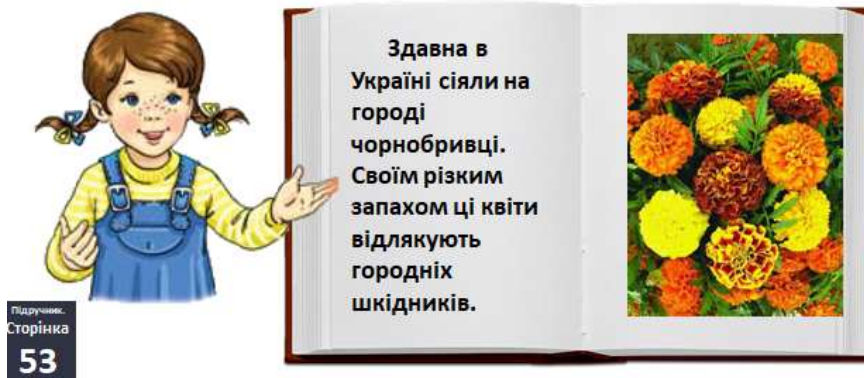 Здавна в
Україні сіяли на
городі
чорнобривці.
Своїм різким
запахом ці квіти
відлякують
городніх
шкідників.
Підручник.
Сторінка
53